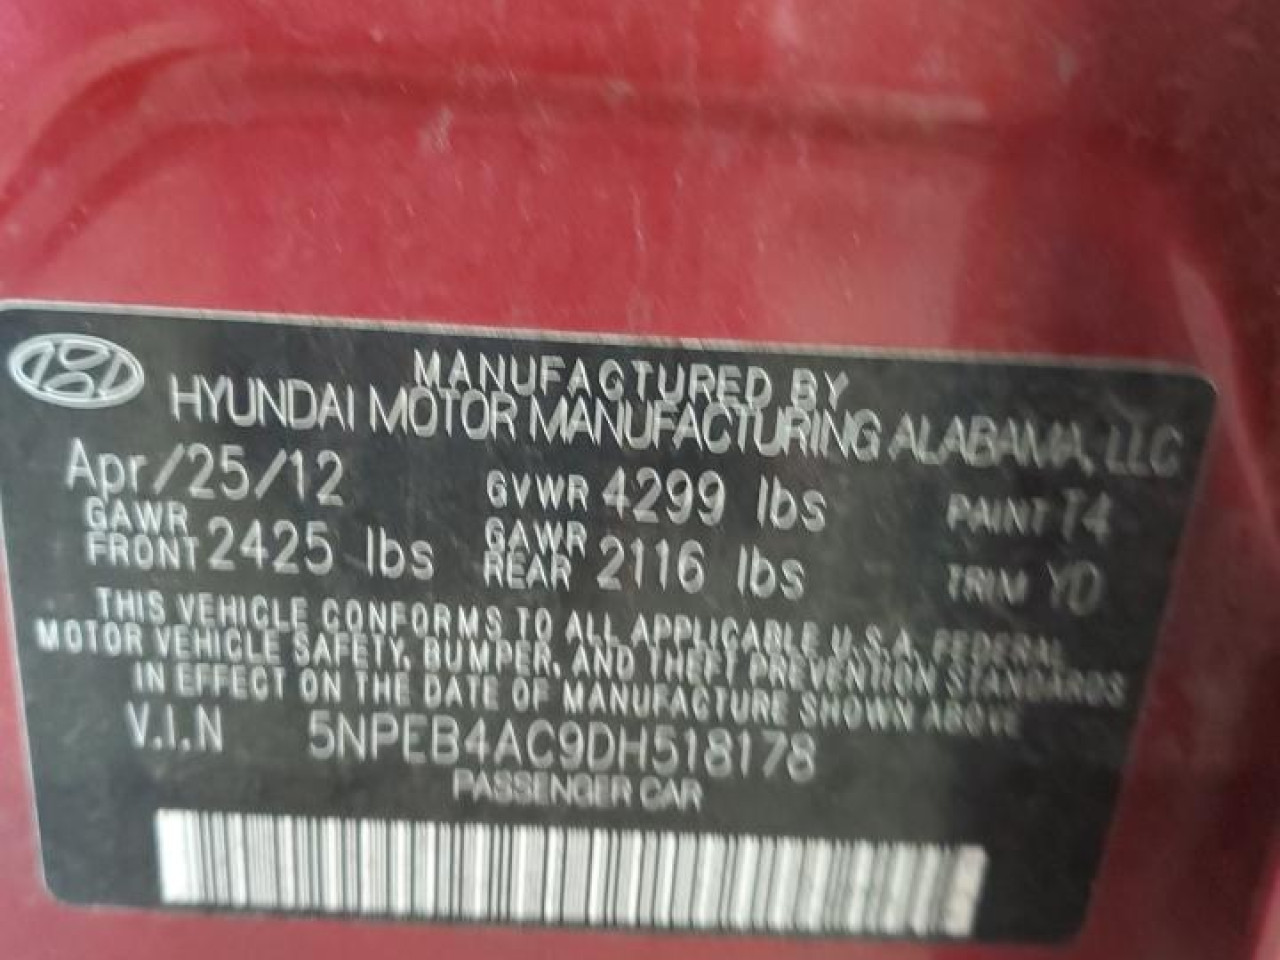 MANUFACTURED BY
HYUNDAI MOTOR MANUFACTURING ALABAMA, LLC
Apr/25/12 GVWR 4299 lbs PAINT T4
GAWR FRONT 2425 lbs GAWR REAR 2116 lbs TRIM YD
THIS VEHICLE CONFORMS TO ALL APPLICABLE U.S.A. FEDERAL
MOTOR VEHICLE SAFETY, BUMPER, AND THEFT PREVENTION STANDARDS
IN EFFECT ON THE DATE OF MANUFACTURE SHOWN ABOVE
V.I.N 5NPEB4AC9DH518178
PASSENGER CAR